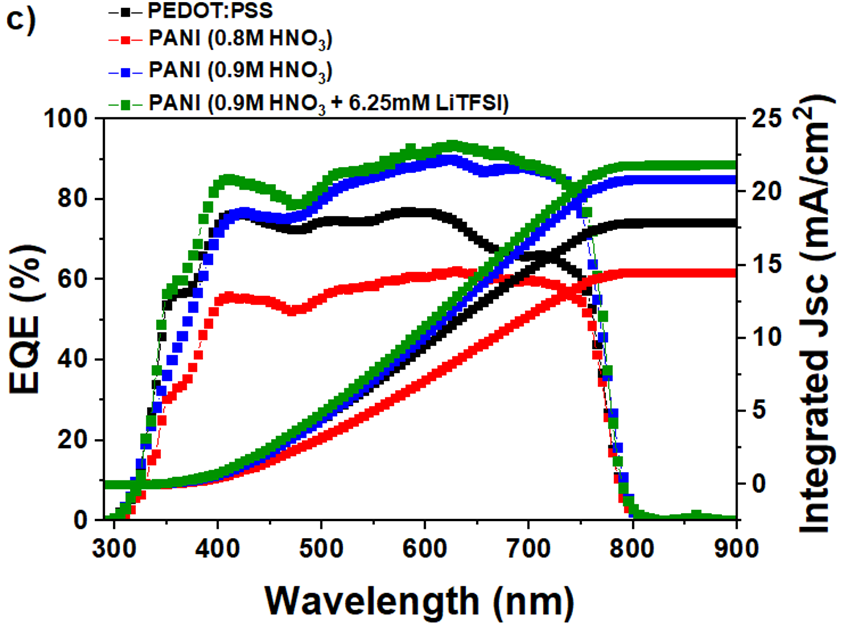 c)
PEDOT:PSS
PANI (0.8M HNO3)
PANI (0.9M HNO3)
PANI (0.9M HNO3 + 6.25mM LiTFSI)
100
80
60
40
20
0
EQE (%)
25
20
15
10
5
0
Integrated Jsc (mA/cm2)
300 400 500 600 700 800 900
Wavelength (nm)